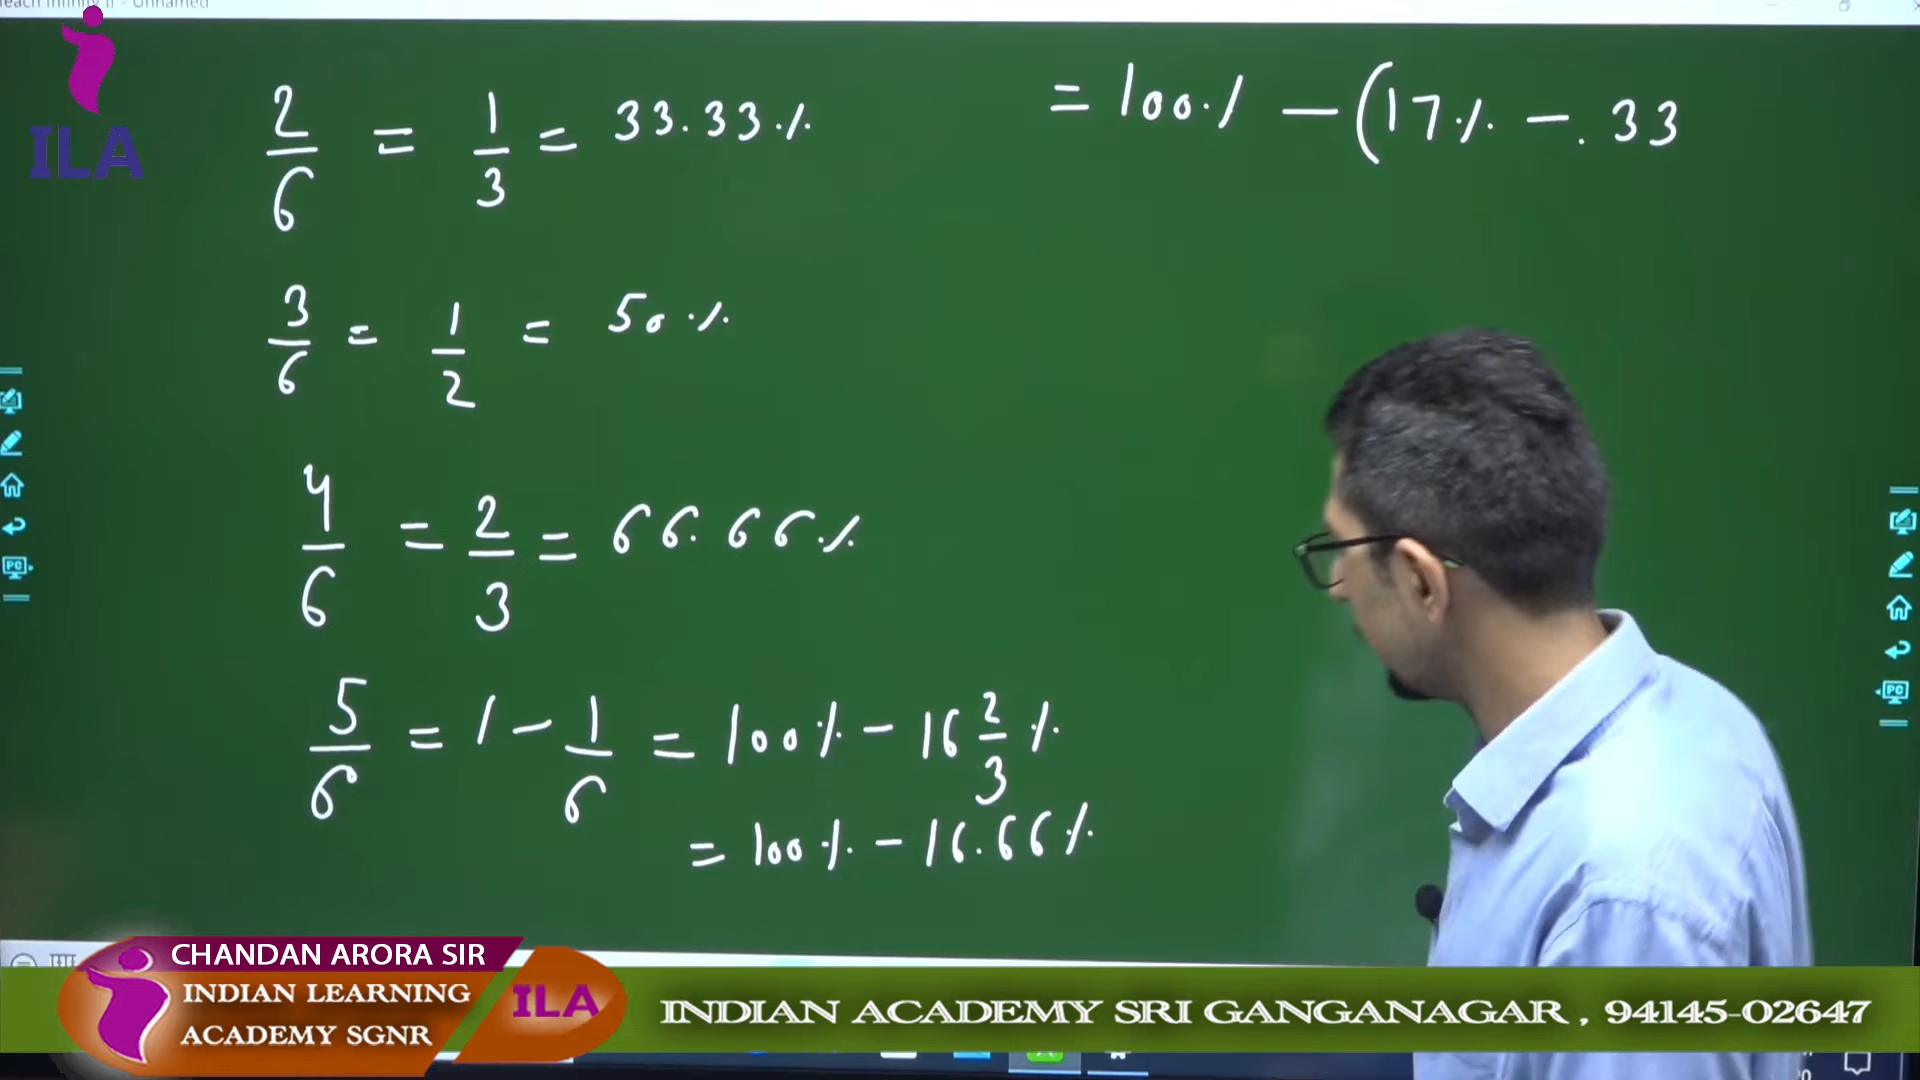 ILA
2/6 = 1/3 = 33.33%
3/6 = 1/2 = 50%
4/6 = 2/3 = 66.66%
5/6 = 1 - 1/6 = 100% - 16 2/3 %
= 100% - 16.66%
= 100% - (17% - .33
PC
PC
CHANDAN ARORA SIR
INDIAN LEARNING
ACADEMY SGNR
ILA
INDIAN ACADEMY SRI GANGANAGAR , 94145-02647